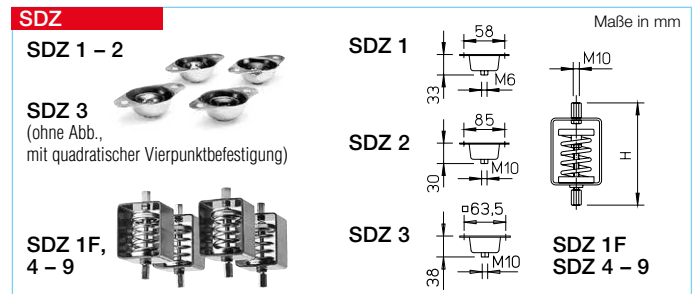 SDZ
Maße in mm
SDZ 1 – 2
SDZ 3
(ohne Abb.,
mit quadratischer Vierpunktbefestigung)
SDZ 1F,
4 – 9
SDZ 1
58
33
M6
SDZ 2
85
30
M10
SDZ 3
□63,5
38
M10
M10
H
SDZ 1F
SDZ 4 – 9